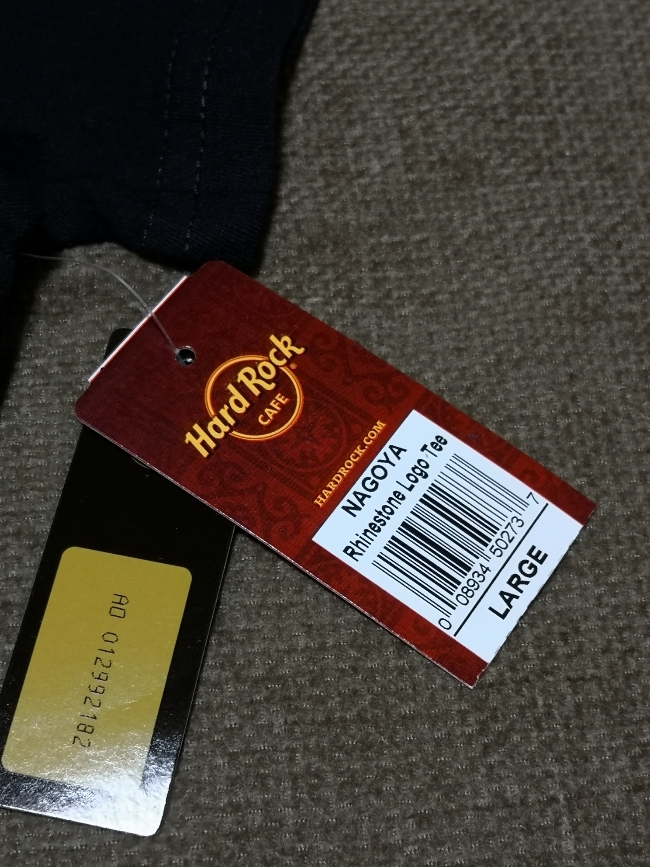 Hard Rock
CAFE
HARDROCK.COM
NAGOYA
Rhinestone Logo Tee
0 08934 50273 7
LARGE
AO 012992182